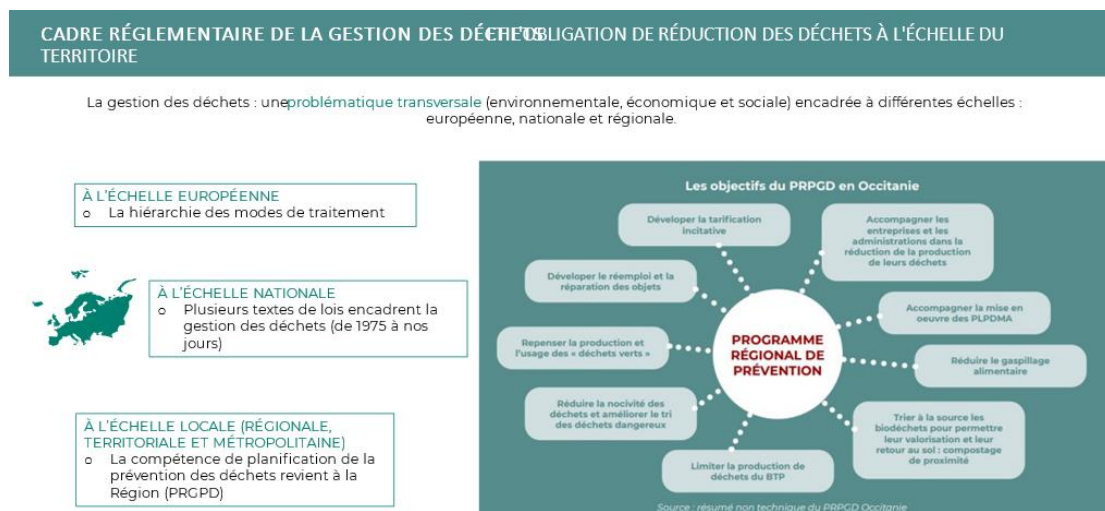 CADRE RÉGLEMENTAIRE DE LA GESTION DES DÉCHETS ET L'OBLIGATION DE RÉDUCTION DES DÉCHETS À L'ÉCHELLE DU
TERRITOIRE
La gestion des déchets : une problématique transversale (environnementale, économique et sociale) encadrée à différentes échelles :
européenne, nationale et régionale.
À L'ÉCHELLE EUROPÉENNE
o La hiérarchie des modes de traitement
À L'ÉCHELLE NATIONALE
o Plusieurs textes de lois encadrent la
gestion des déchets (de 1975 à nos
jours)
À L'ÉCHELLE LOCALE (RÉGIONALE,
TERRITORIALE ET MÉTROPOLITAINE)
o La compétence de planification de la
prévention des déchets revient à la
Région (PRGPD)
Les objectifs du PRPGD en Occitanie
Développer la tarification
incitative
Accompagner les
entreprises et les
administrations dans la
réduction de la production
de leurs déchets
Développer le réemploi et la
réparation des objets
Accompagner la mise en
oeuvre des PLPDMA
Repenser la production et
l'usage des « déchets verts »
PROGRAMME
RÉGIONAL DE
PRÉVENTION
Réduire le gaspillage
alimentaire
Réduire la nocivité des
déchets et améliorer le tri
des déchets dangereux
Trier à la source les
biodéchets pour permettre
leur valorisation et leur
retour au sol : compostage
de proximité
Limiter la production de
déchets du BTP
Source : résumé non technique du PRPGD Occitanie